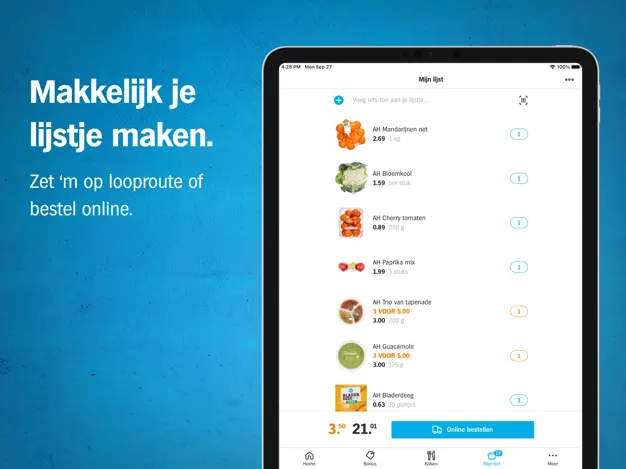 Makkelijk je
lijstje maken.
Zet ‘m op looproute of
bestel online.
4:28 PM Mon Sep 27
100%
Mijn lijst
Voeg iets toe aan je lijstje ...
AH Mandarijnen net
2.69 1 kg
1
AH Bloemkool
1.59 per stuk
1
AH Cherry tomaten
0.89 250 g
1
AH Paprika mix
1.99 3 stuks
1
AH Trio van tapenade
3 VOOR 5.00
3.00 200 g
1
AH Guacamole
3 VOOR 5.00
3.00 175 g
1
BLADER
DEEG
AH Bladerdeeg
0.63 10 plakjes
1
3.50 21.01
Online bestellen
Home
Bonus
Koken
Mijn lijst
Meer